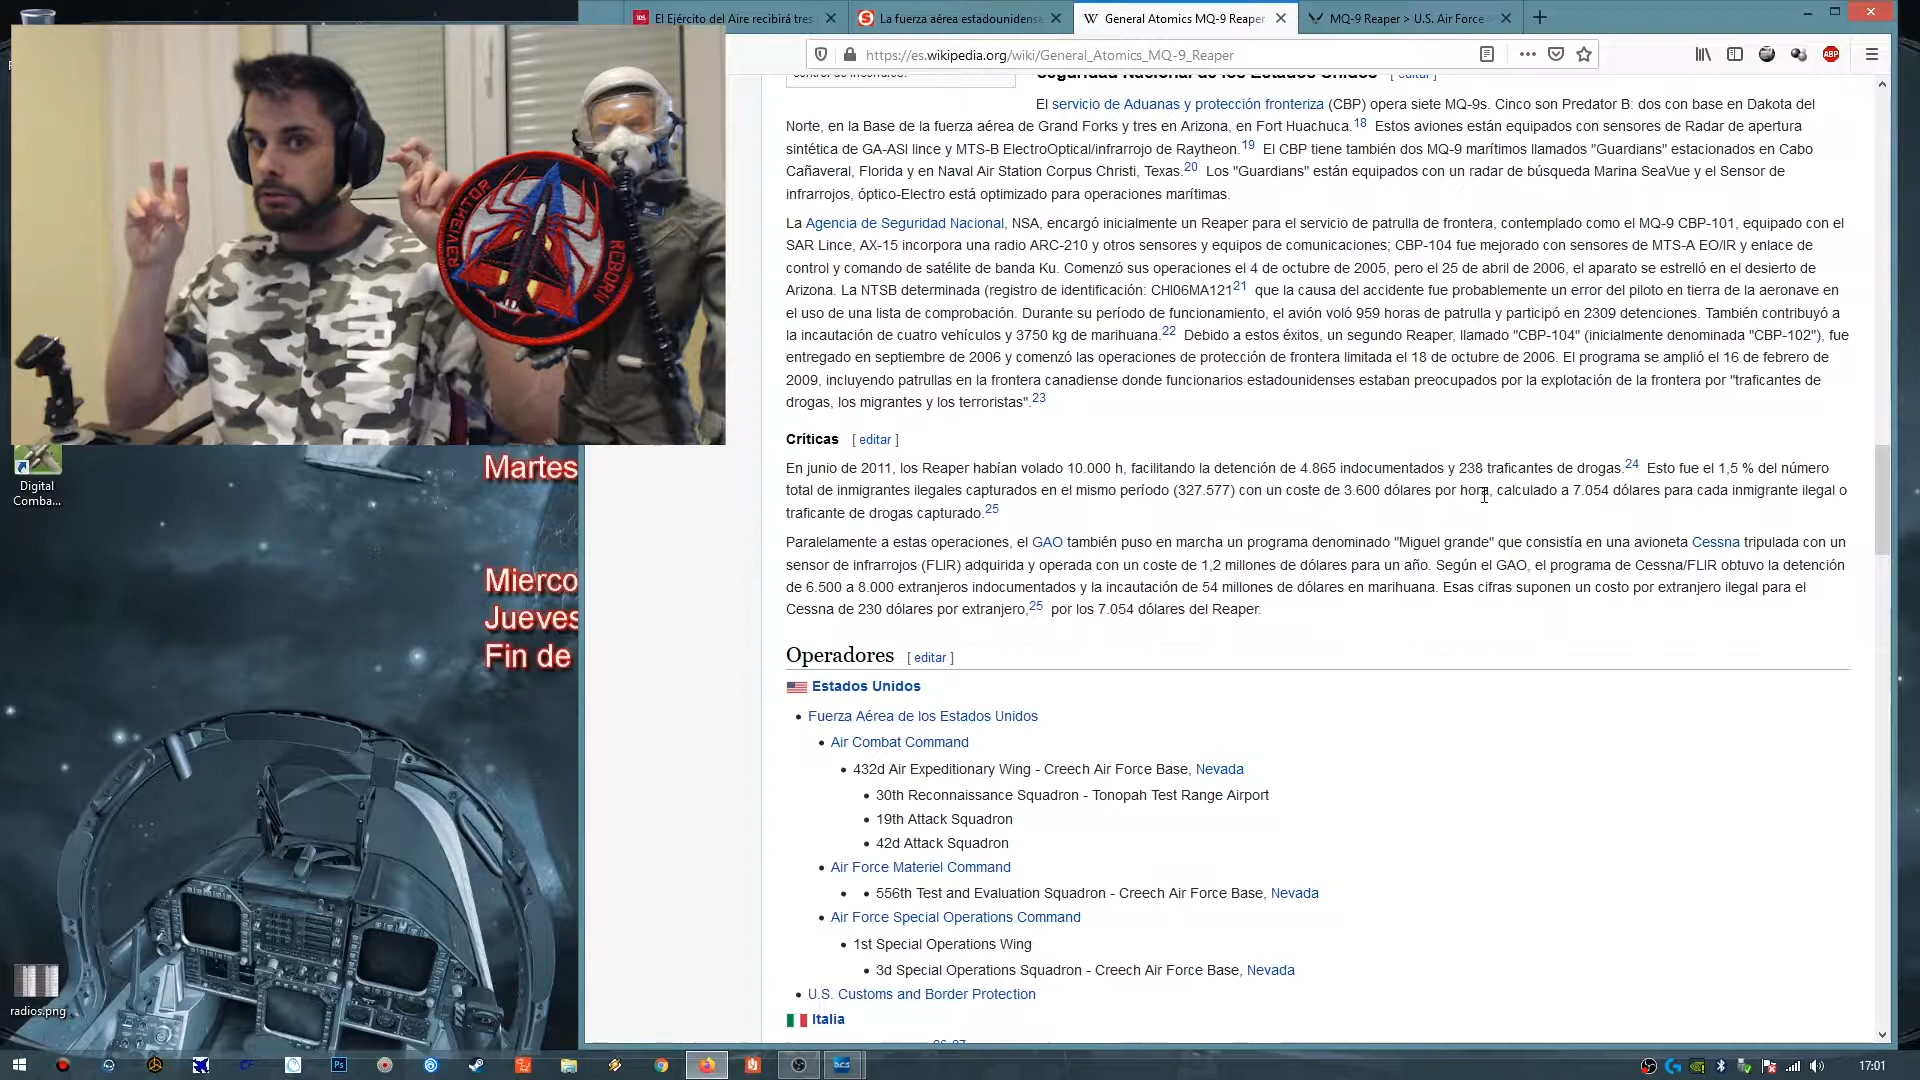 El Ejército del Aire recibirá tres
La fuerza aérea estadounidense
General Atomics MQ-9 Reaper
MQ-9 Reaper > U.S. Air Force >
https://es.wikipedia.org/wiki/General_Atomics_MQ-9_Reaper
ABP
Seguridad Nacional de los Estados Unidos [ editar ]
El servicio de Aduanas y protección fronteriza (CBP) opera siete MQ-9s. Cinco son Predator B: dos con base en Dakota del
Norte, en la Base de la fuerza aérea de Grand Forks y tres en Arizona, en Fort Huachuca.18 Estos aviones están equipados con sensores de Radar de apertura
sintética de GA-ASI lince y MTS-B ElectroOptical/infrarrojo de Raytheon.19 El CBP tiene también dos MQ-9 marítimos llamados "Guardians" estacionados en Cabo
Cañaveral, Florida y en Naval Air Station Corpus Christi, Texas.20 Los "Guardians" están equipados con un radar de búsqueda Marina SeaVue y el Sensor de
infrarrojos, óptico-Electro está optimizado para operaciones marítimas.
La Agencia de Seguridad Nacional, NSA, encargó inicialmente un Reaper para el servicio de patrulla de frontera, contemplado como el MQ-9 CBP-101, equipado con el
SAR Lince, AX-15 incorpora una radio ARC-210 y otros sensores y equipos de comunicaciones; CBP-104 fue mejorado con sensores de MTS-A EO/IR y enlace de
control y comando de satélite de banda Ku. Comenzó sus operaciones el 4 de octubre de 2005, pero el 25 de abril de 2006, el aparato se estrelló en el desierto de
Arizona. La NTSB determinada (registro de identificación: CHI06MA12121 que la causa del accidente fue probablemente un error del piloto en tierra de la aeronave en
el uso de una lista de comprobación. Durante su período de funcionamiento, el avión voló 959 horas de patrulla y participó en 2309 detenciones. También contribuyó a
la incautación de cuatro vehículos y 3750 kg de marihuana.22 Debido a estos éxitos, un segundo Reaper, llamado "CBP-104" (inicialmente denominada "CBP-102"), fue
entregado en septiembre de 2006 y comenzó las operaciones de protección de frontera limitada el 18 de octubre de 2006. El programa se amplió el 16 de febrero de
2009, incluyendo patrullas en la frontera canadiense donde funcionarios estadounidenses estaban preocupados por la explotación de la frontera por "traficantes de
drogas, los migrantes y los terroristas".23
Críticas [ editar ]
En junio de 2011, los Reaper habían volado 10.000 h, facilitando la detención de 4.865 indocumentados y 238 traficantes de drogas.24 Esto fue el 1,5 % del número
total de inmigrantes ilegales capturados en el mismo período (327.577) con un coste de 3.600 dólares por hora, calculado a 7.054 dólares para cada inmigrante ilegal o
traficante de drogas capturado.25
Paralelamente a estas operaciones, el GAO también puso en marcha un programa denominado "Miguel grande" que consistía en una avioneta Cessna tripulada con un
sensor de infrarrojos (FLIR) adquirida y operada con un coste de 1,2 millones de dólares para un año. Según el GAO, el programa de Cessna/FLIR obtuvo la detención
de 6.500 a 8.000 extranjeros indocumentados y la incautación de 54 millones de dólares en marihuana. Esas cifras suponen un costo por extranjero ilegal para el
Cessna de 230 dólares por extranjero,25 por los 7.054 dólares del Reaper.
Operadores [ editar ]
Estados Unidos
Fuerza Aérea de los Estados Unidos
Air Combat Command
432d Air Expeditionary Wing - Creech Air Force Base, Nevada
30th Reconnaissance Squadron - Tonopah Test Range Airport
19th Attack Squadron
42d Attack Squadron
Air Force Materiel Command
556th Test and Evaluation Squadron - Creech Air Force Base, Nevada
Air Force Special Operations Command
1st Special Operations Wing
3d Special Operations Squadron - Creech Air Force Base, Nevada
U.S. Customs and Border Protection
Italia
REVIENTOR
REBORN
ARM
Martes
Mierco
Jueves
Fin de
Digital
Comba...
radios.png
Ps
DCS
17:01